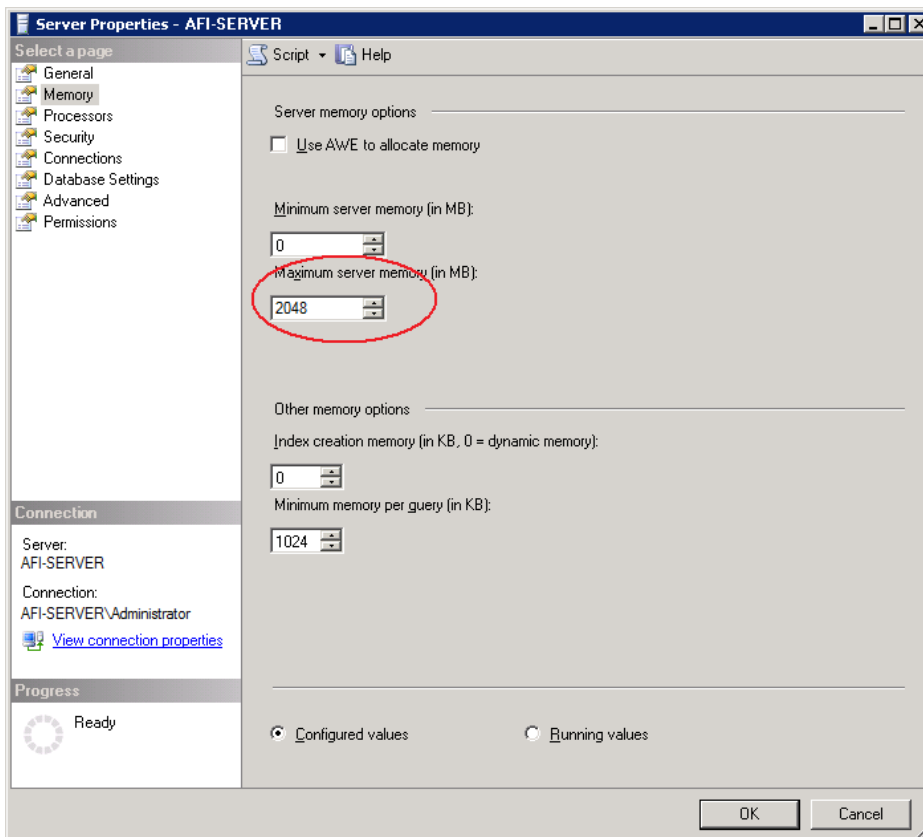 Server Properties - AFI-SERVER
Select a page
General
Memory
Processors
Security
Connections
Database Settings
Advanced
Permissions
Script
Help
Server memory options
Use AWE to allocate memory
Minimum server memory (in MB):
0
Maximum server memory (in MB):
2048
Other memory options
Index creation memory (in KB, 0 = dynamic memory):
0
Minimum memory per query (in KB):
1024
Connection
Server:
AFI-SERVER
Connection:
AFI-SERVER\Administrator
View connection properties
Progress
Ready
Configured values
Running values
OK
Cancel